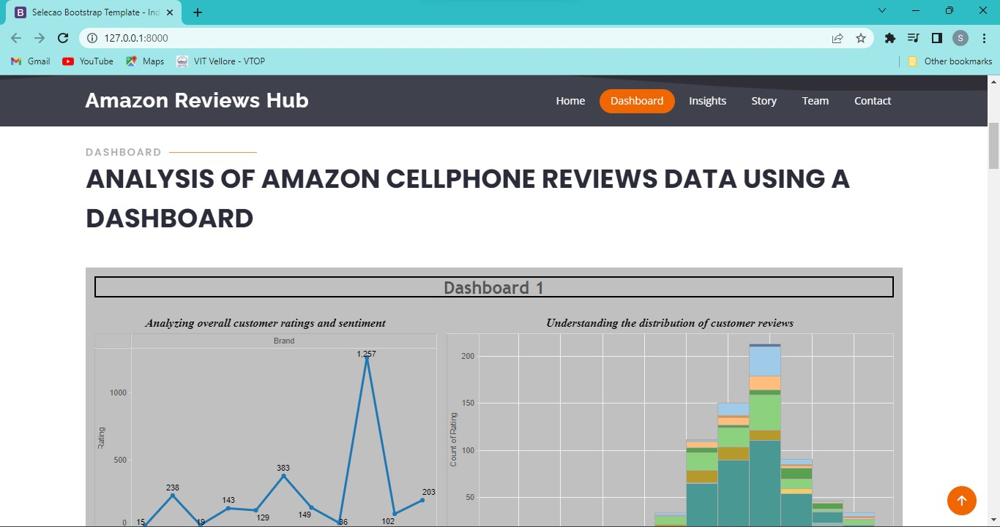 Selecao Bootstrap Template - Ind
127.0.0.1:8000
S
Gmail
YouTube
Maps
VIT Vellore - VTOP
Other bookmarks
Amazon Reviews Hub
Home
Dashboard
Insights
Story
Team
Contact
DASHBOARD
ANALYSIS OF AMAZON CELLPHONE REVIEWS DATA USING A
DASHBOARD
Dashboard 1
Analyzing overall customer ratings and sentiment
Brand
Rating
1000
500
0
15
238
19
143
129
383
149
36
1,257
102
203
Understanding the distribution of customer reviews
Count of Rating
200
150
100
50